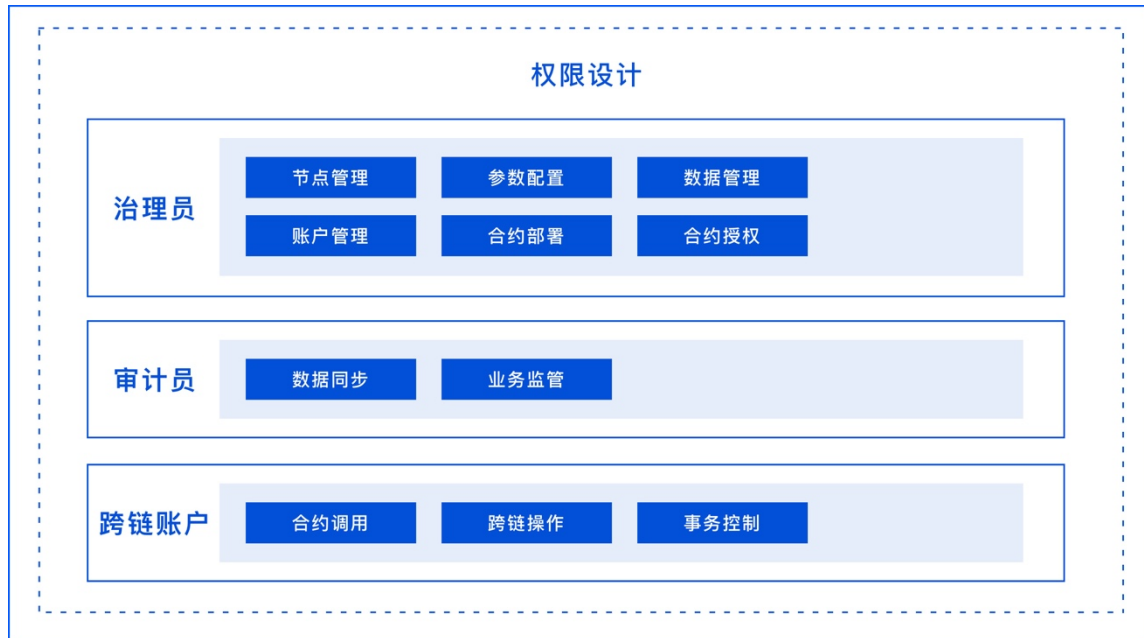 权限设计
治理员
节点管理 参数配置 数据管理
账户管理 合约部署 合约授权
审计员
数据同步 业务监管
跨链账户
合约调用 跨链操作 事务控制